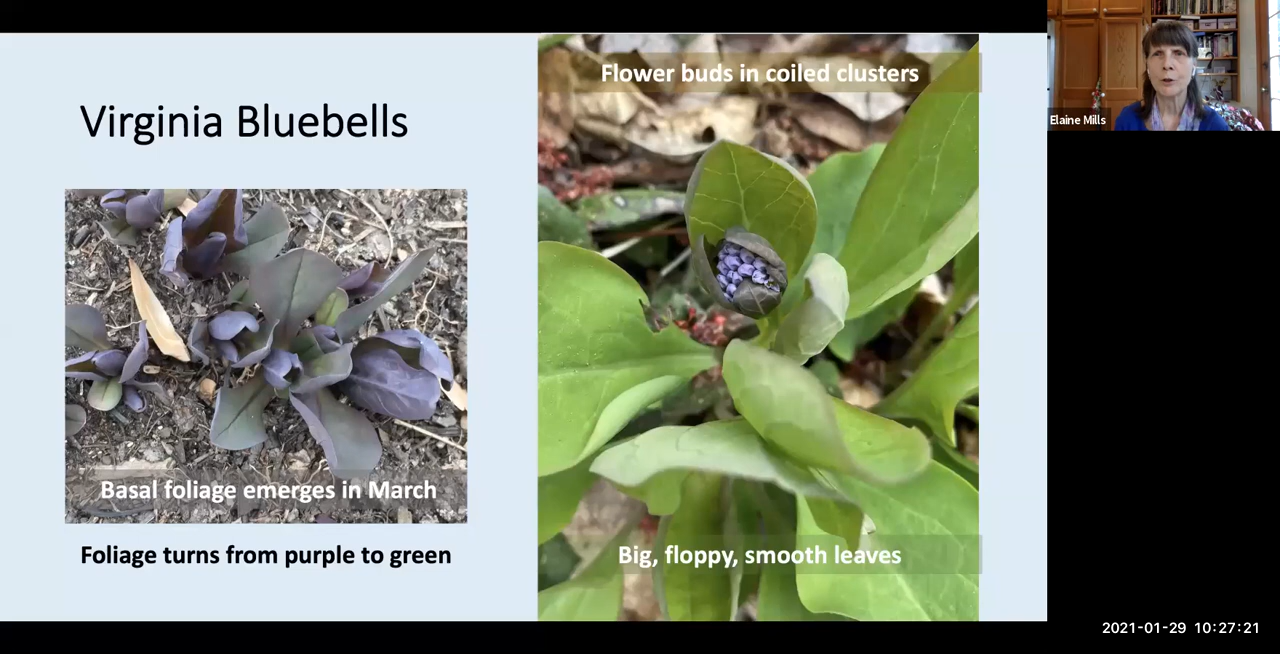 Virginia Bluebells
Basal foliage emerges in March
Foliage turns from purple to green
Flower buds in coiled clusters
Big, floppy, smooth leaves
Elaine Mills
2021-01-29 10:27:21